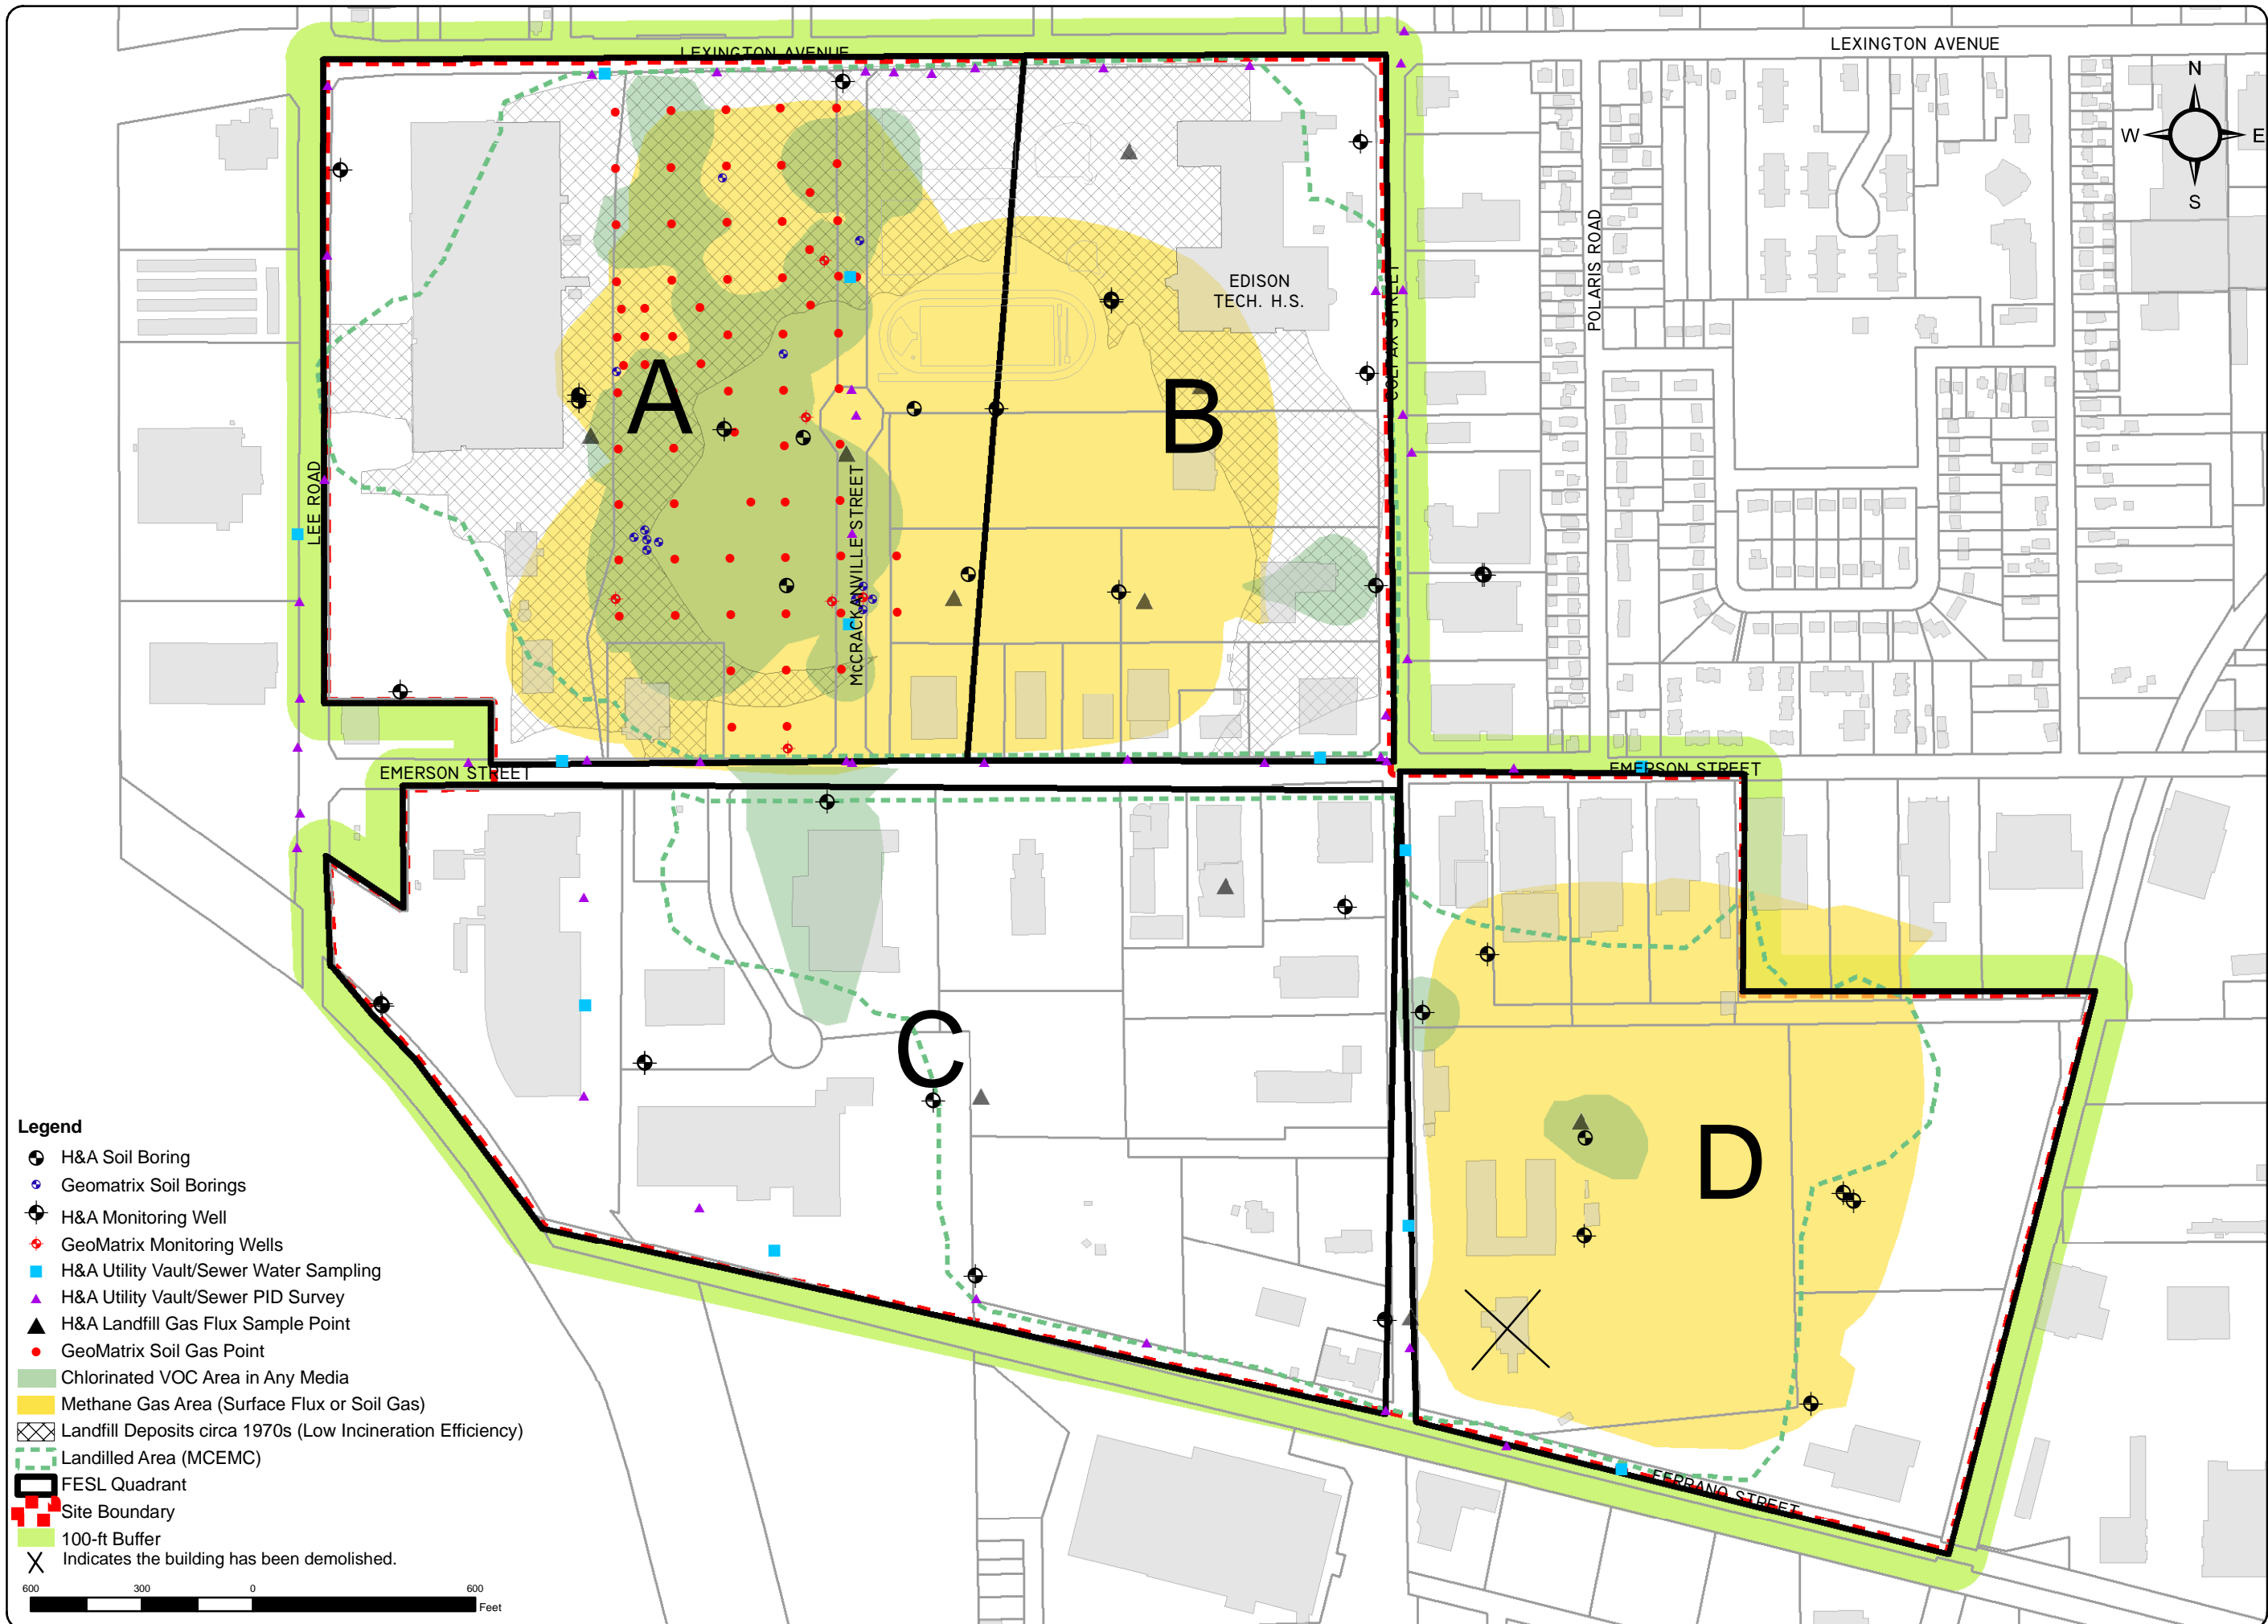 LEXINGTON AVENUE
LEXINGTON AVENUE
N
W
E
S
POLARIS ROAD
EDISON
TECH. H.S.
COLFAX STREET
A
B
LEE ROAD
McCRACKANVILLE STREET
EMERSON STREET
EMERSON STREET
C
D
FERRANO STREET
Legend
H&A Soil Boring
Geomatrix Soil Borings
H&A Monitoring Well
GeoMatrix Monitoring Wells
H&A Utility Vault/Sewer Water Sampling
H&A Utility Vault/Sewer PID Survey
H&A Landfill Gas Flux Sample Point
GeoMatrix Soil Gas Point
Chlorinated VOC Area in Any Media
Methane Gas Area (Surface Flux or Soil Gas)
Landfill Deposits circa 1970s (Low Incineration Efficiency)
Landilled Area (MCEMC)
FESL Quadrant
Site Boundary
100-ft Buffer
Indicates the building has been demolished.
600 300 0 600
Feet